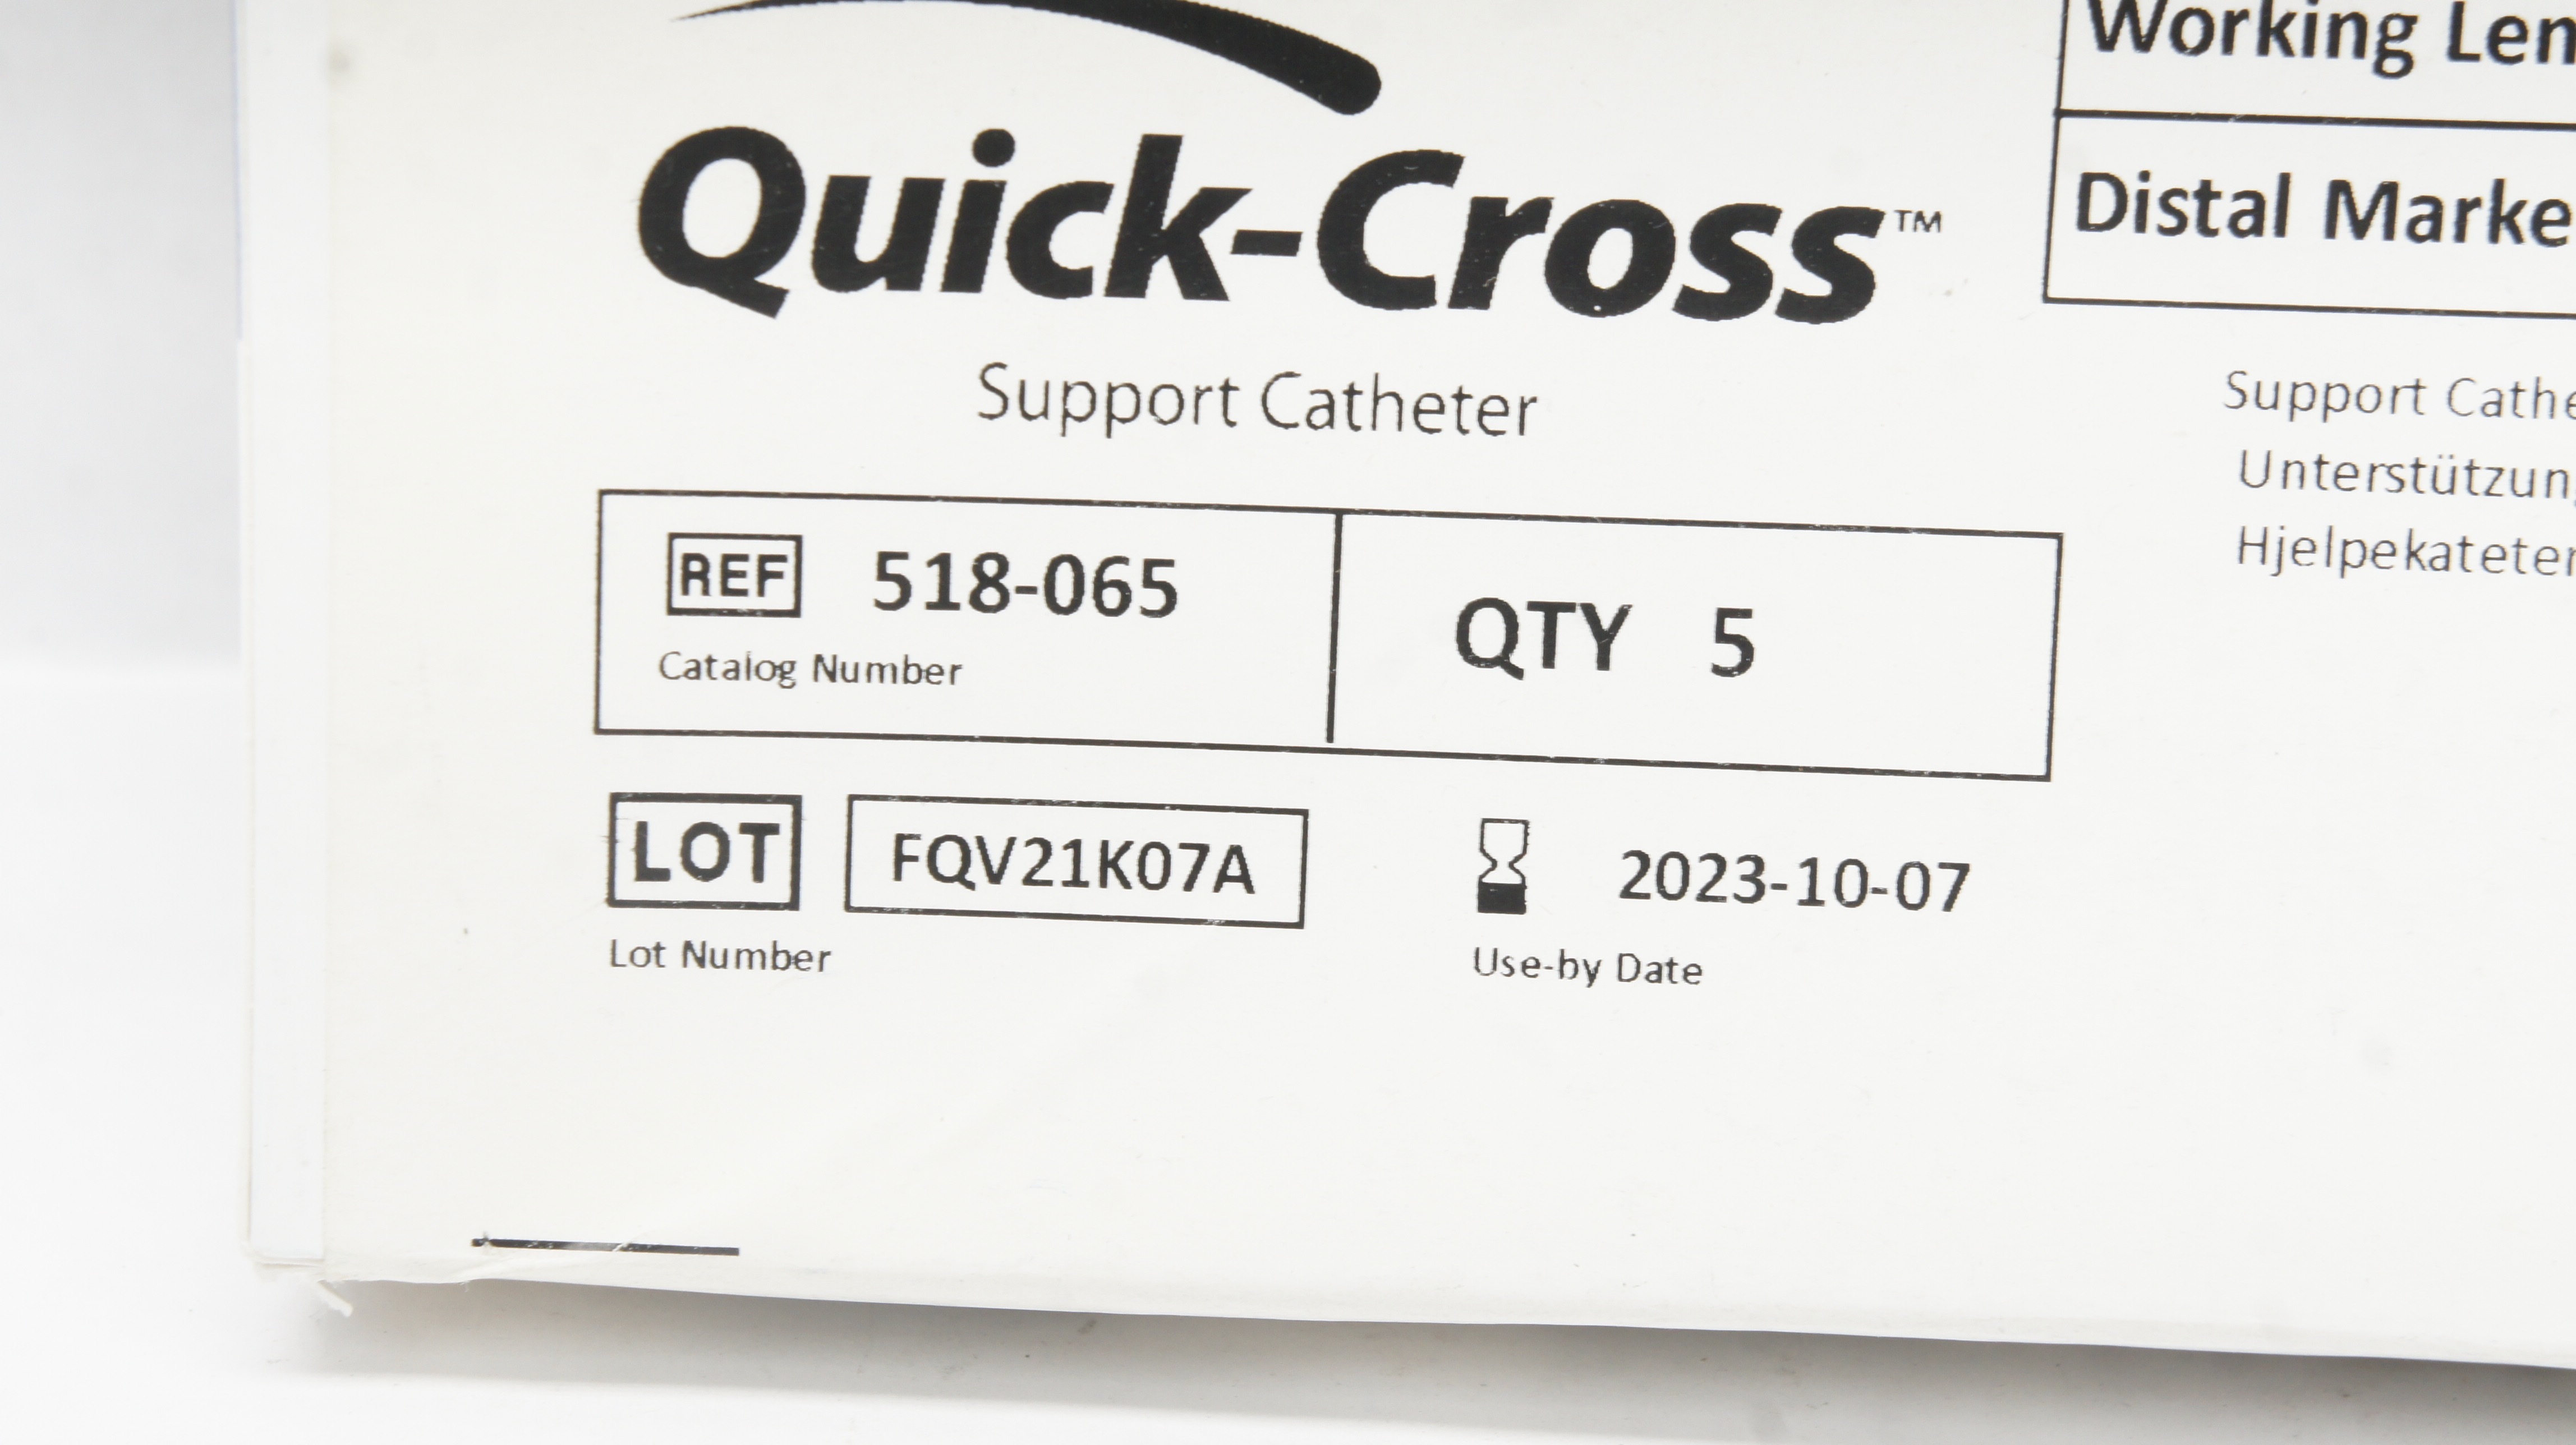 Quick-Cross™
Support Catheter
REF 518-065
Catalog Number
QTY 5
LOT FQV21K07A
Lot Number
2023-10-07
Use-by Date
Working Len
Distal Marke
Support Cathe
Unterstützun
Hjelpekateter